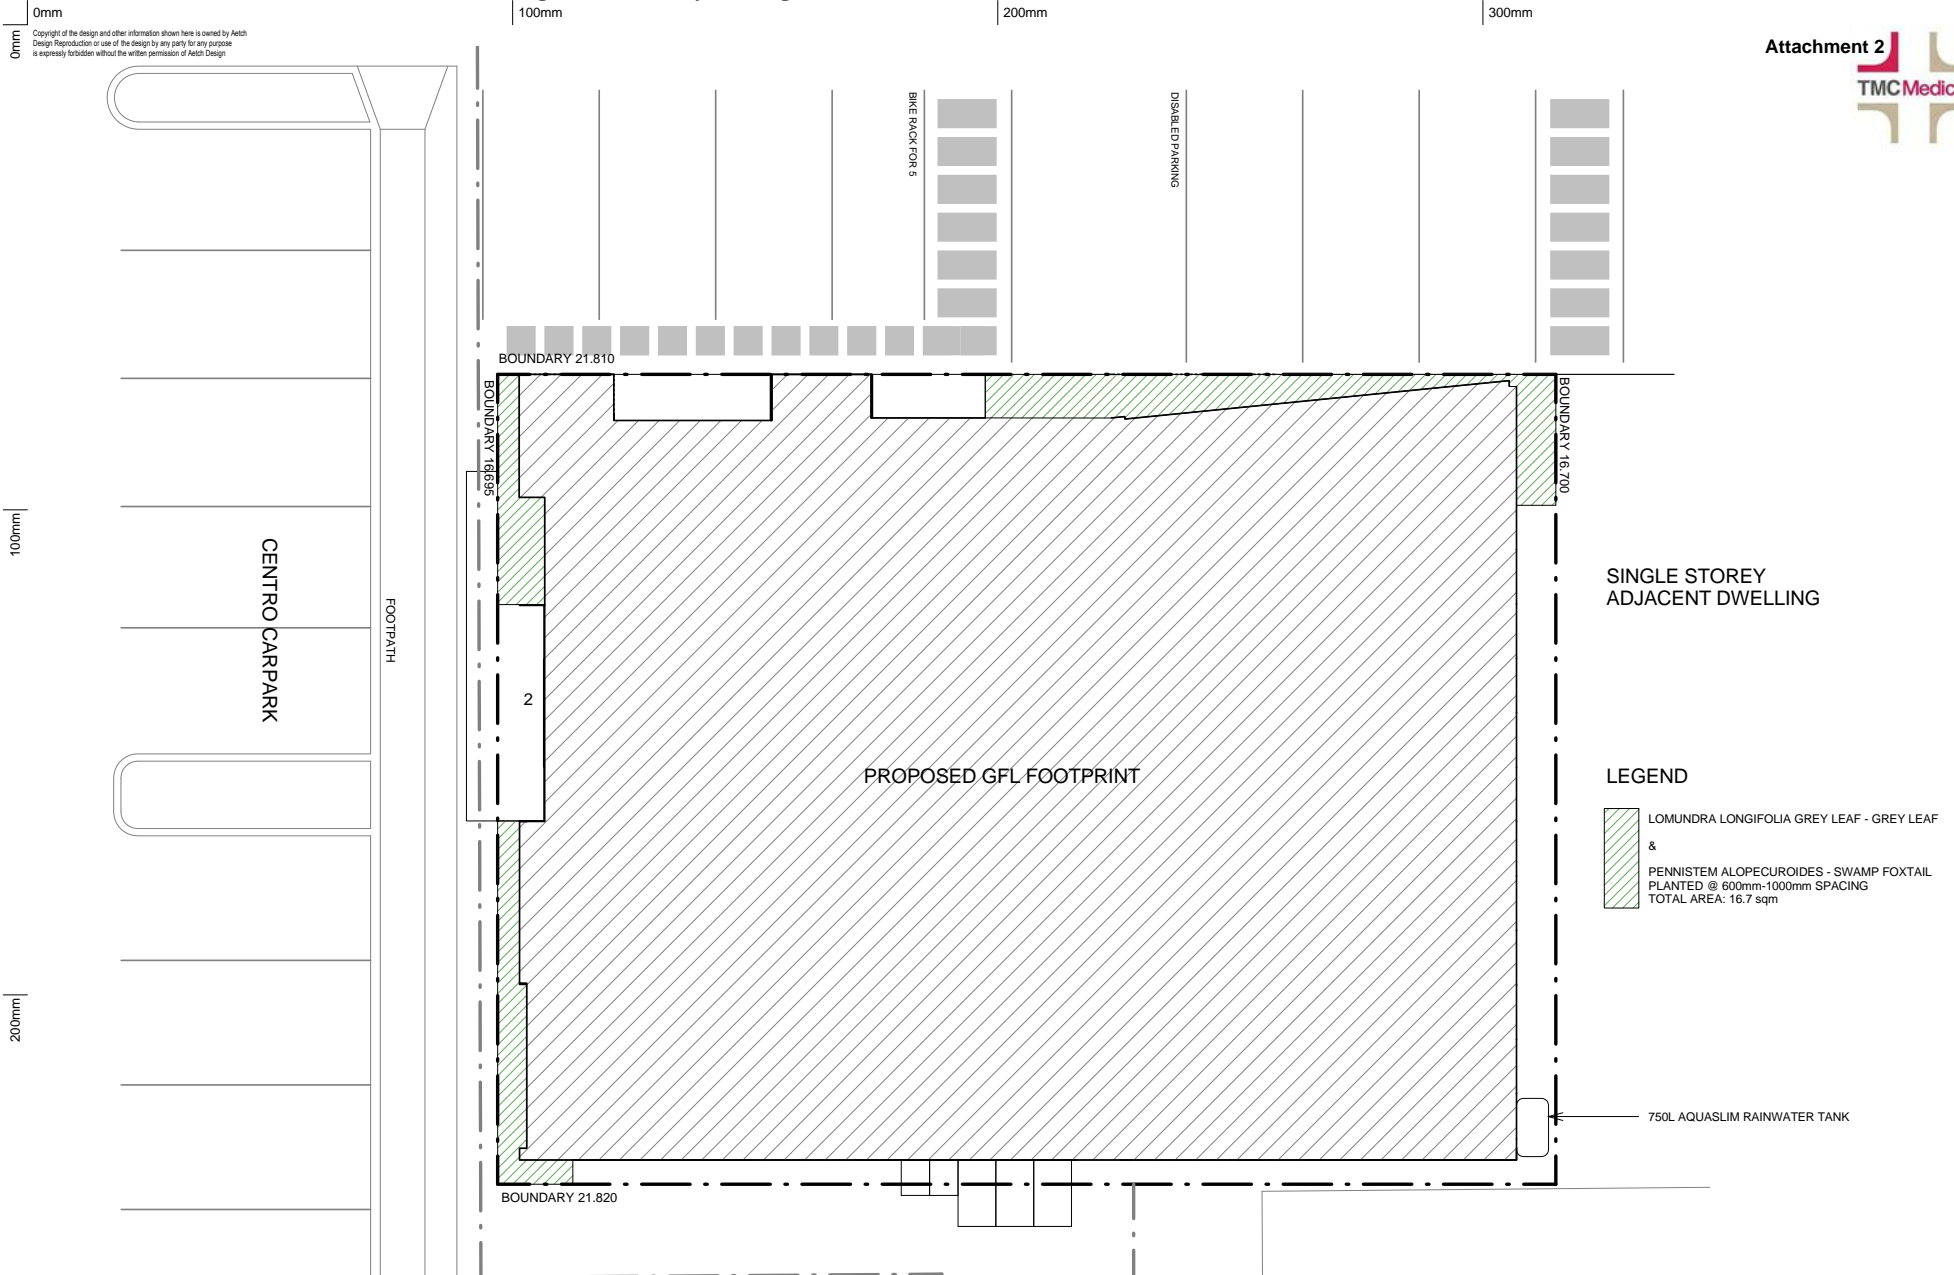 0mm
100mm
200mm
300mm
0mm
Copyright of the design and other information shown here is owned by Aetch
Design Reproduction or use of the design by any party for any purpose
is expressly forbidden without the written permission of Aetch Design
Attachment 2
TMCMedic
BIKE RACK FOR 5
DISABLED PARKING
BOUNDARY 21.810
BOUNDARY 16.695
BOUNDARY 16.700
100mm
CENTRO CARPARK
FOOTPATH
SINGLE STOREY
ADJACENT DWELLING
2
PROPOSED GFL FOOTPRINT
LEGEND
LOMUNDRA LONGIFOLIA GREY LEAF - GREY LEAF
&
PENNISTEM ALOPECUROIDES - SWAMP FOXTAIL
PLANTED @ 600mm-1000mm SPACING
TOTAL AREA: 16.7 sqm
200mm
750L AQUASLIM RAINWATER TANK
BOUNDARY 21.820